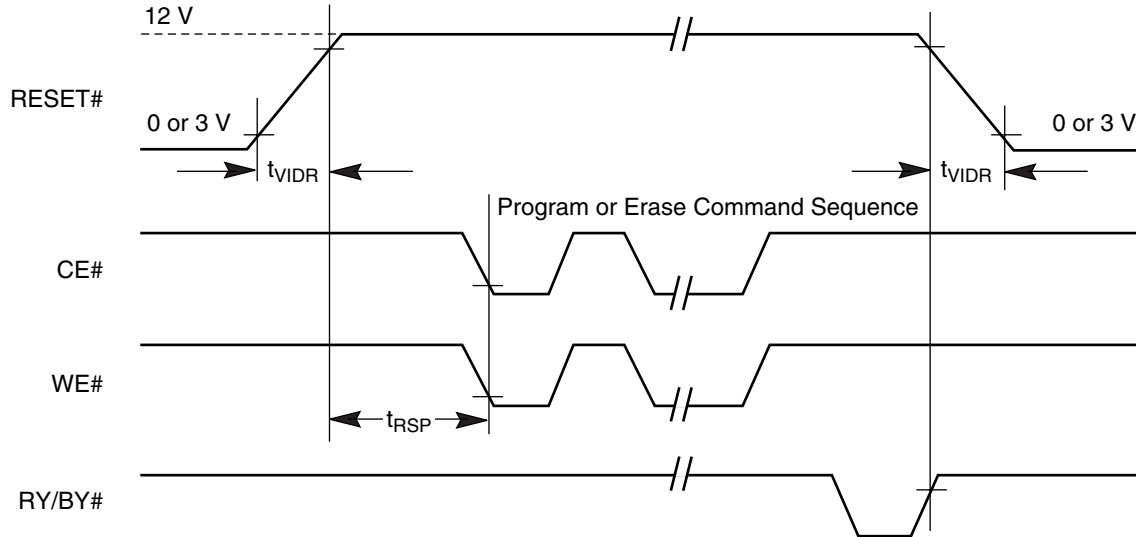 12 V
RESET#
0 or 3 V
0 or 3 V
tVIDR
tVIDR
Program or Erase Command Sequence
CE#
WE#
tRSP
RY/BY#